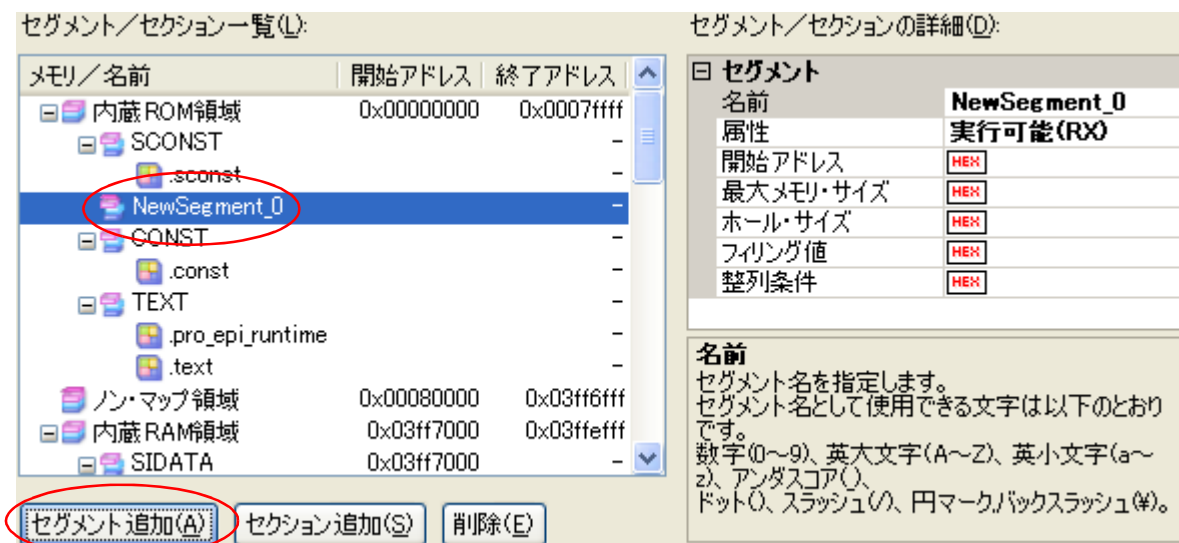 セグメント／セクション一覧(L):
メモリ／名前 開始アドレス 終了アドレス
内蔵ROM領域 0x00000000 0x0007ffff
SCONST -
.sconst -
NewSegment_0 -
CONST -
.const -
TEXT -
.pro_epi_runtime -
.text -
ノン・マップ領域 0x00080000 0x03ff6fff
内蔵RAM領域 0x03ff7000 0x03ffefff
SIDATA 0x03ff7000 -
セグメント追加(A) セクション追加(S) 削除(E)
セグメント／セクションの詳細(D):
セグメント
名前 NewSegment_0
属性 実行可能(RX)
開始アドレス HEX
最大メモリ・サイズ HEX
ホール・サイズ HEX
フィリング値 HEX
整列条件 HEX
名前
セグメント名を指定します。
セグメント名として使用できる文字は以下のとおり
です。
数字(0～9)、英大文字(A～Z)、英小文字(a～
z)、アンダスコア(_)、
ドット(.)、スラッシュ(/)、円マーク/バックスラッシュ(¥)。